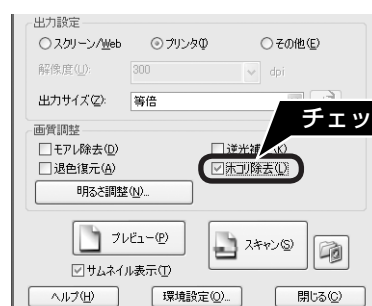 出力設定
スクリーン/Web プリンタ(I) その他(E)
解像度(U): 300 dpi
出力サイズ(Z): 等倍
チェッ
画質調整
モアレ除去(D) 逆光補
退色復元(A) ホコリ除去(L)
明るさ調整(N)...
プレビュー(P) スキャン(S)
サムネイル表示(T)
ヘルプ(H) 環境設定(O)... 閉じる(C)